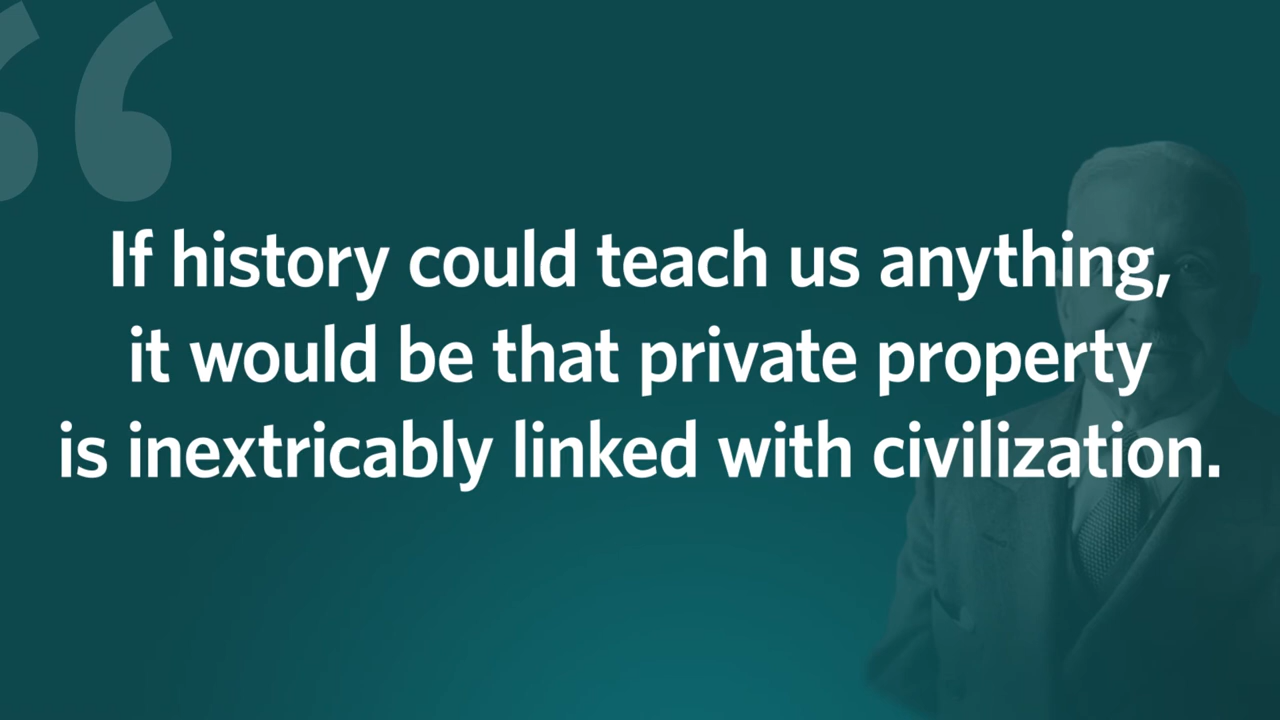 If history could teach us anything,
it would be that private property
is inextricably linked with civilization.